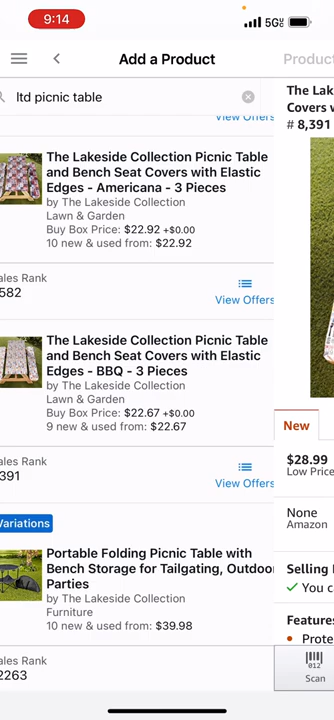 9:14
5G
Add a Product
Product
ltd picnic table
View Offers
The Lakeside Collection Picnic Table
and Bench Seat Covers with Elastic
Edges - Americana - 3 Pieces
by The Lakeside Collection
Lawn & Garden
Buy Box Price: $22.92 +$0.00
10 new & used from: $22.92
ales Rank
582
View Offers
The Lakeside Collection Picnic Table
and Bench Seat Covers with Elastic
Edges - BBQ - 3 Pieces
by The Lakeside Collection
Lawn & Garden
Buy Box Price: $22.67 +$0.00
9 new & used from: $22.67
ales Rank
391
View Offers
Variations
Portable Folding Picnic Table with
Bench Storage for Tailgating, Outdoor
Parties
by The Lakeside Collection
Furniture
10 new & used from: $39.98
ales Rank
2263
The Lak
Covers w
# 8,391
New
$28.99
Low Price
None
Amazon
Selling
You ca
Features
Prote
012
Scan